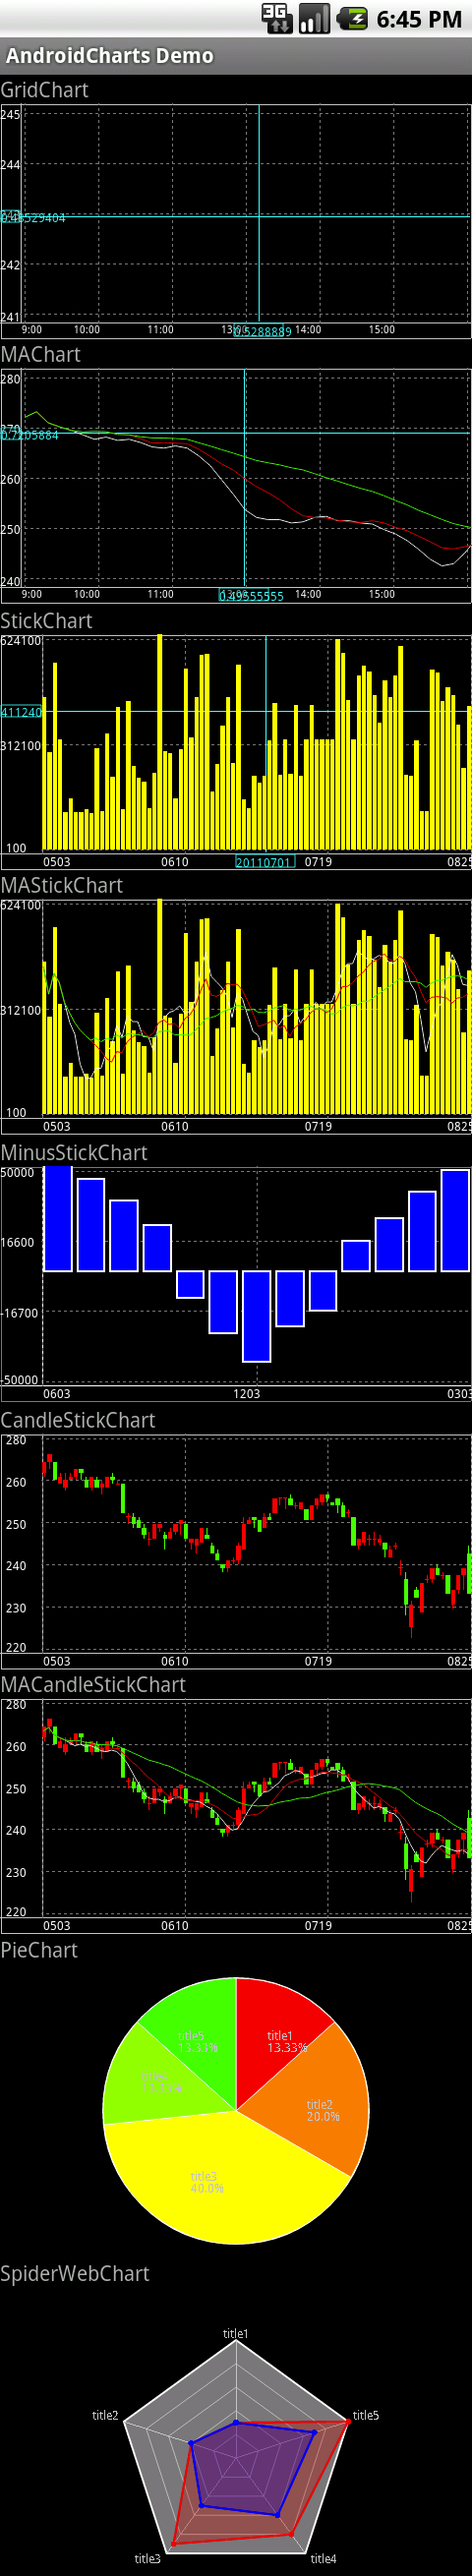 3G 6:45 PM
AndroidCharts Demo
GridChart
245
244
0.48529404
242
241
9:00 10:00 11:00 14:00 15:00
0.5288889
MAChart
280
270
0.7205884
260
250
240
9:00 10:00 11:00 14:00 15:00
0.49555555
StickChart
624100
411240
312100
100
0503 0610 20110701 0719 0825
MAStickChart
624100
312100
100
0503 0610 0719 0825
MinusStickChart
50000
16600
-16700
-50000
0603 1203 0303
CandleStickChart
280
260
250
240
230
220
0503 0610 0719 0825
MACandleStickChart
280
260
250
240
230
220
0503 0610 0719 0825
PieChart
title5 title1
13.33% 13.33%
title4
13.33%
title2
20.0%
title3
40.0%
SpiderWebChart
title1
title2 title5
title3 title4